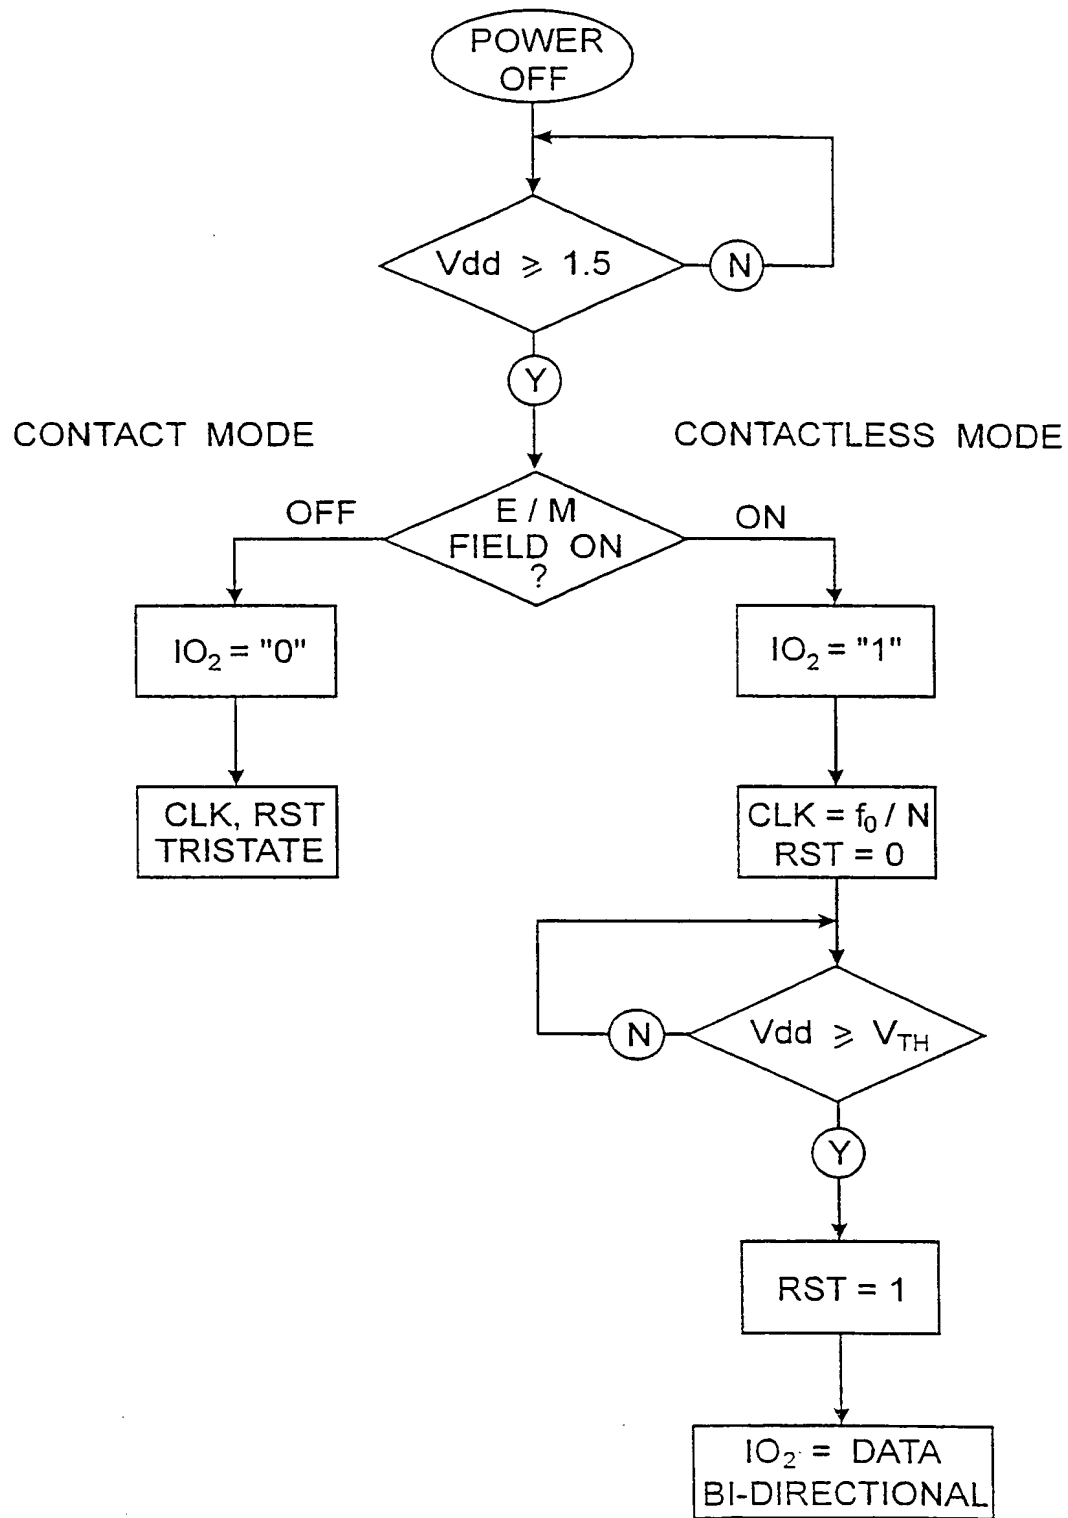 POWER
OFF
Vdd ⩾ 1.5
N
Y
CONTACT MODE
CONTACTLESS MODE
OFF
E / M
FIELD ON
?
ON
IO₂ = "0"
IO₂ = "1"
CLK, RST
TRISTATE
CLK = f₀ / N
RST = 0
N
Vdd ⩾ V_TH
Y
RST = 1
IO₂ = DATA
BI-DIRECTIONAL